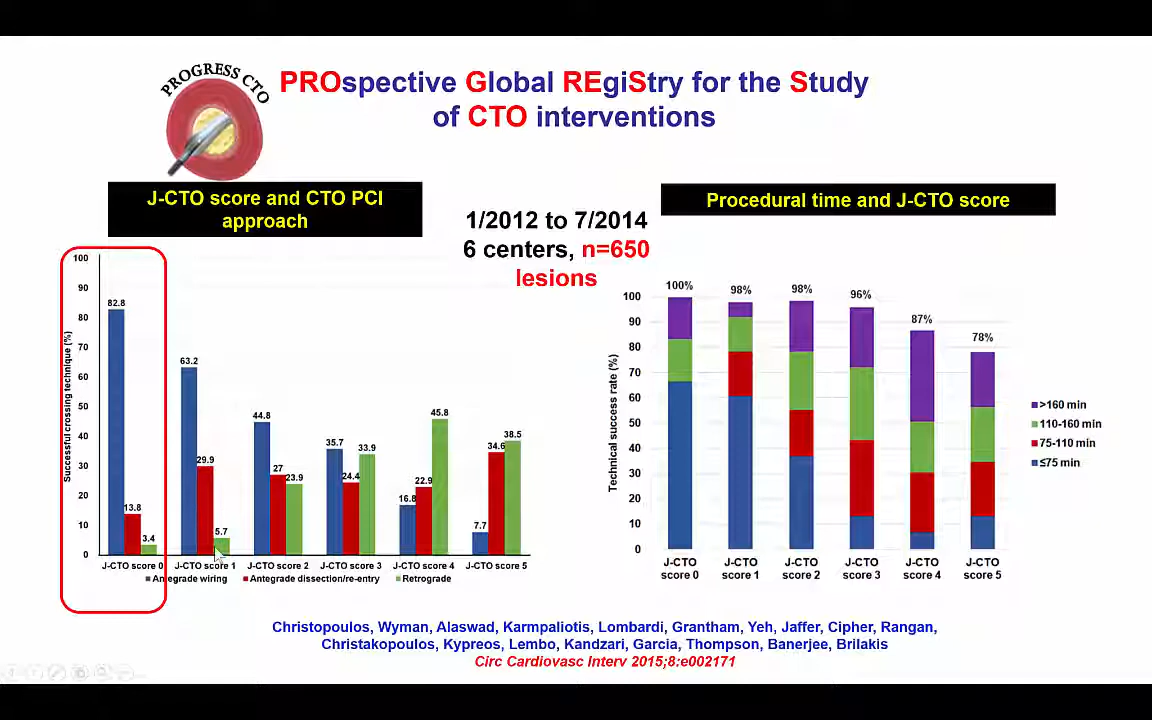 PROGRESS CTO
PROspective Global REgiStry for the Study
of CTO interventions
J-CTO score and CTO PCI
approach
1/2012 to 7/2014
6 centers, n=650
lesions
Procedural time and J-CTO score
Successful crossing technique (%)
100
90
80
70
60
50
40
30
20
10
0
82.8
13.8
3.4
63.2
29.9
5.7
44.8
27
23.9
35.7
24.4
33.9
16.8
22.9
45.8
7.7
34.6
38.5
J-CTO score 0
J-CTO score 1
J-CTO score 2
J-CTO score 3
J-CTO score 4
J-CTO score 5
Antegrade wiring
Antegrade dissection/re-entry
Retrograde
Technical success rate (%)
100
90
80
70
60
50
40
30
20
10
0
100%
98%
98%
96%
87%
78%
J-CTO score 0
J-CTO score 1
J-CTO score 2
J-CTO score 3
J-CTO score 4
J-CTO score 5
>160 min
110-160 min
75-110 min
≤75 min
Christopoulos, Wyman, Alaswad, Karmpaliotis, Lombardi, Grantham, Yeh, Jaffer, Cipher, Rangan,
Christakopoulos, Kypreos, Lembo, Kandzari, Garcia, Thompson, Banerjee, Brilakis
Circ Cardiovasc Interv 2015;8:e002171